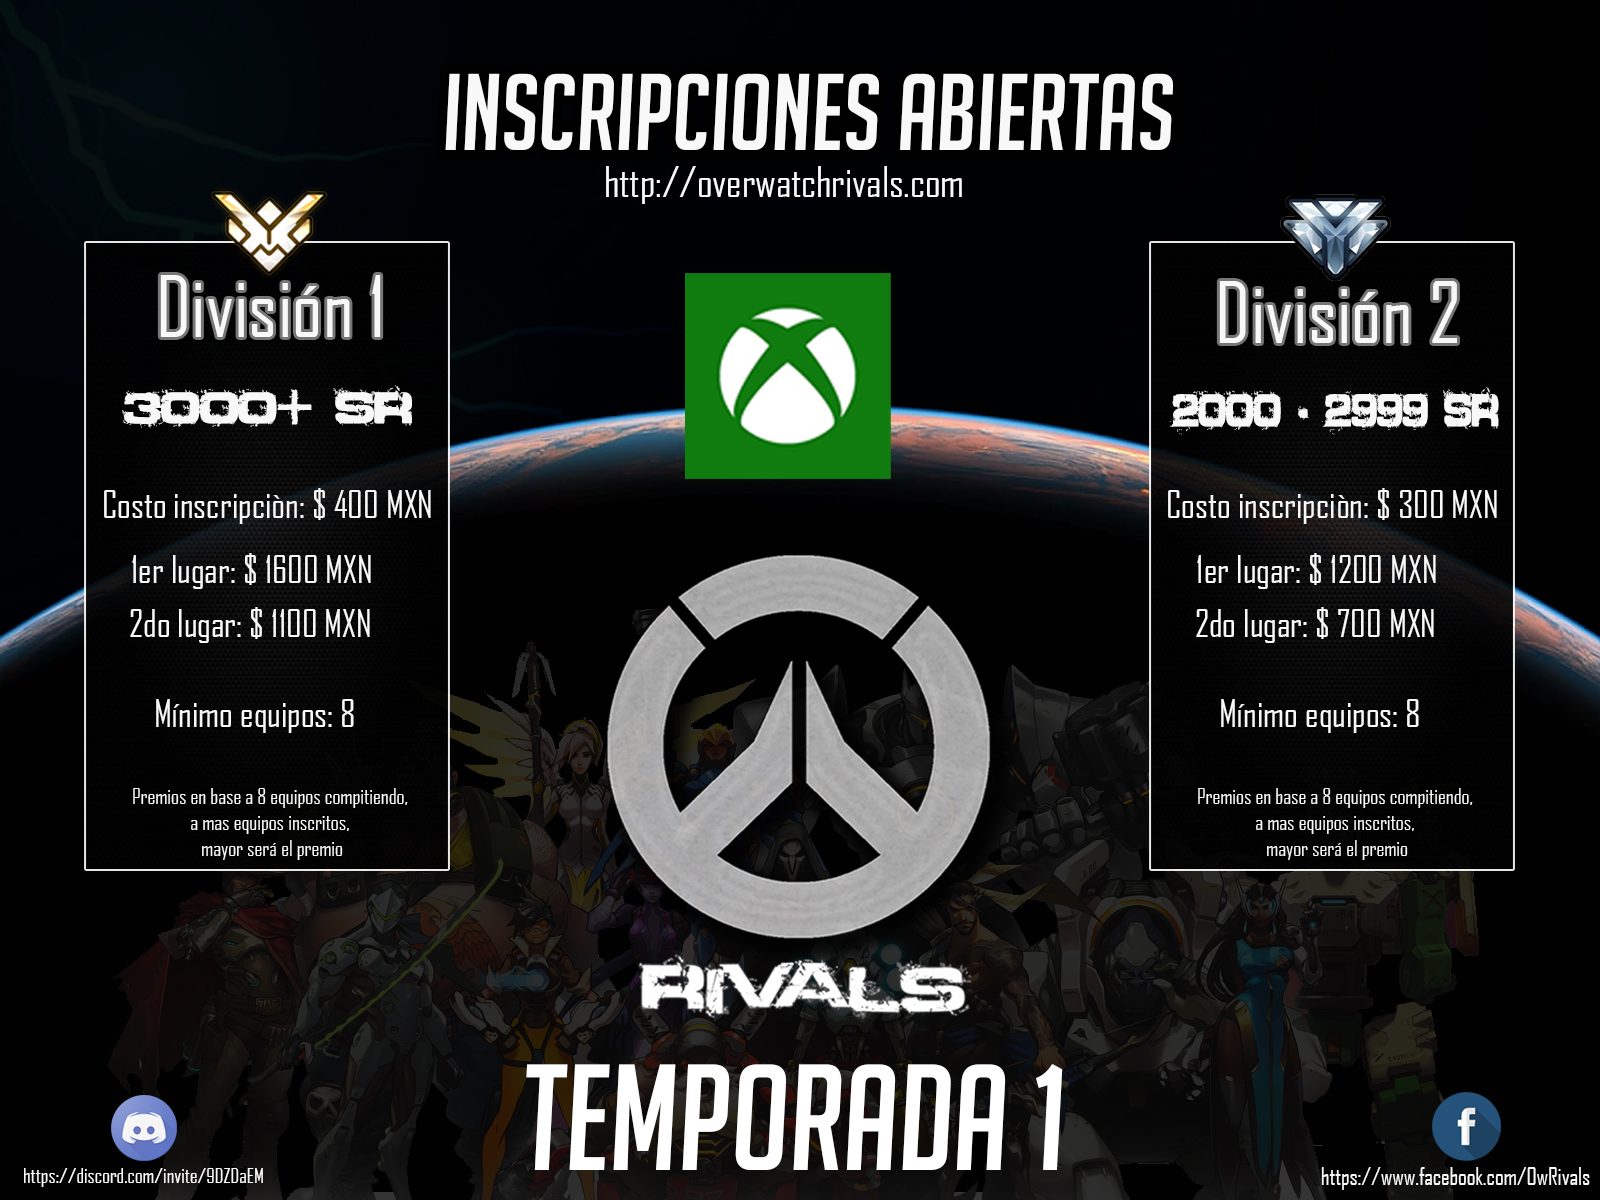 INSCRIPCIONES ABIERTAS
http://overwatchrivals.com
División 1
3000+ SR
Costo inscripciòn: $ 400 MXN
1er lugar: $ 1600 MXN
2do lugar: $ 1100 MXN
Mínimo equipos: 8
Premios en base a 8 equipos compitiendo,
a mas equipos inscritos,
mayor será el premio
División 2
2000 - 2999 SR
Costo inscripciòn: $ 300 MXN
1er lugar: $ 1200 MXN
2do lugar: $ 700 MXN
Mínimo equipos: 8
Premios en base a 8 equipos compitiendo,
a mas equipos inscritos,
mayor será el premio
RIVALS
TEMPORADA 1
https://discord.com/invite/9DZDaEM
https://www.facebook.com/OwRivals